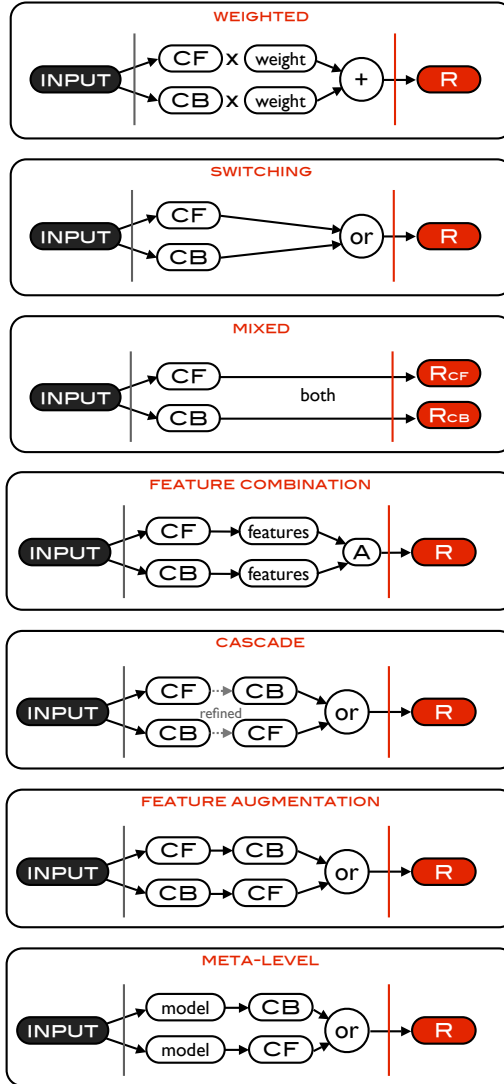 WEIGHTED
CF x weight
INPUT + R
CB x weight
SWITCHING
CF
INPUT or R
CB
MIXED
CF RCF
INPUT both
CB RCB
FEATURE COMBINATION
CF features
INPUT A R
CB features
CASCADE
CF CB
INPUT refined or R
CB CF
FEATURE AUGMENTATION
CF CB
INPUT or R
CB CF
META-LEVEL
model CB
INPUT or R
model CF